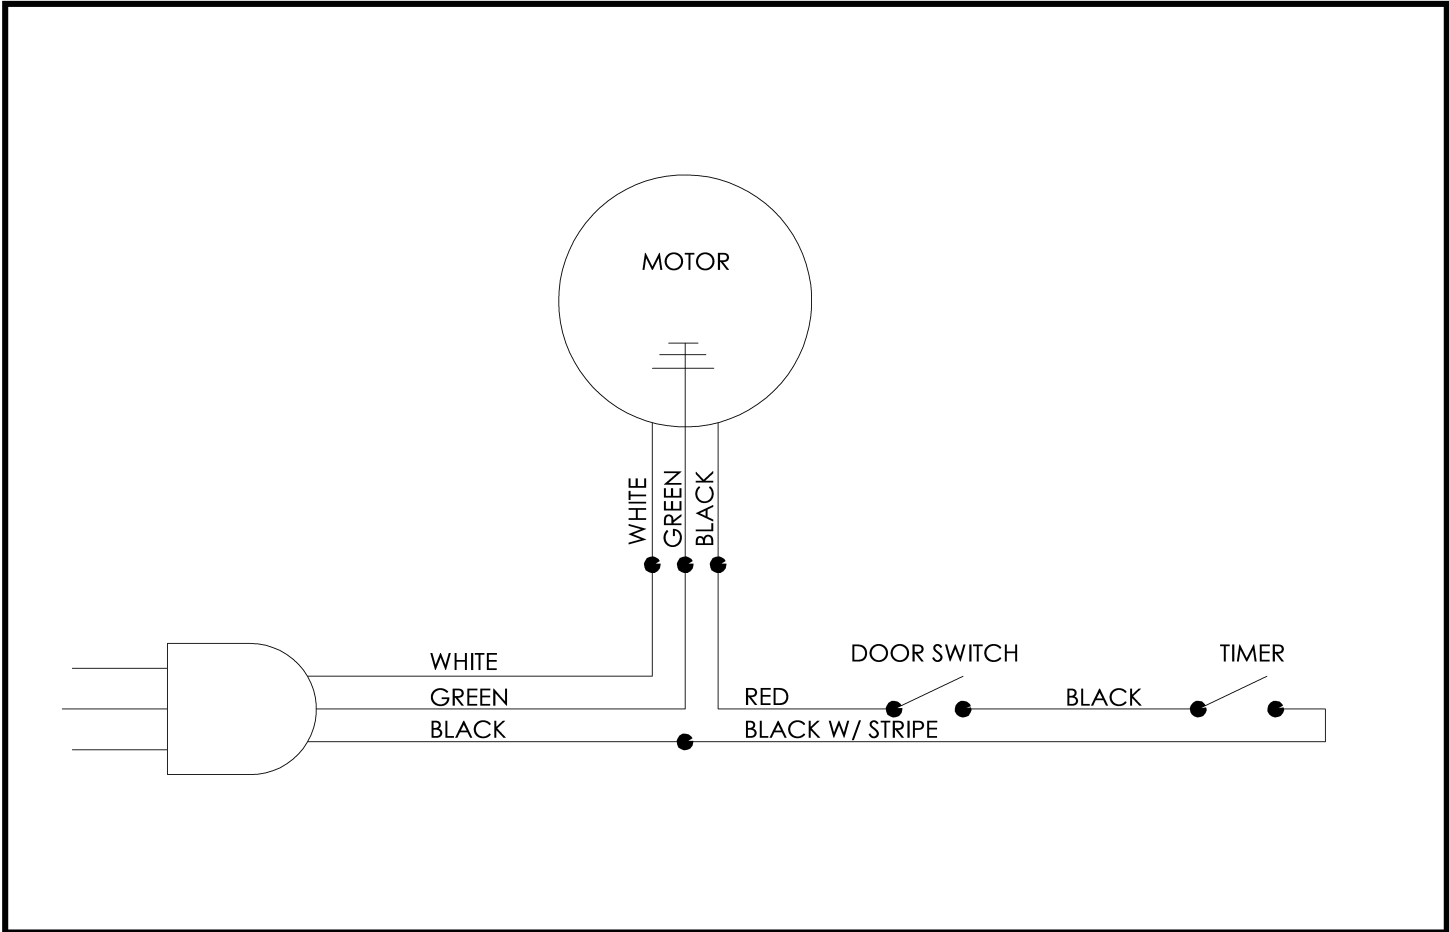 MOTOR
WHITE
GREEN
BLACK
DOOR SWITCH
TIMER
WHITE
GREEN
RED
BLACK
BLACK
BLACK W/ STRIPE